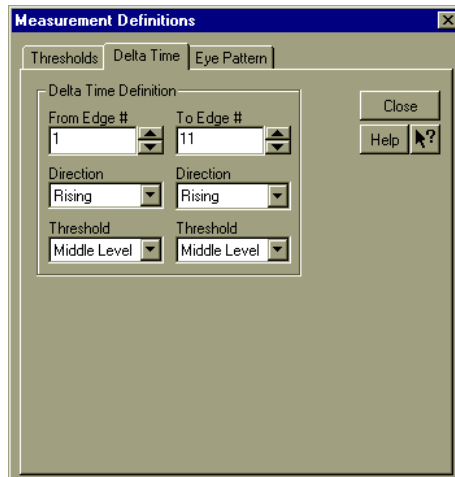 Measurement Definitions
Thresholds Delta Time Eye Pattern
Delta Time Definition
From Edge # To Edge #
1 11
Direction Direction
Rising Rising
Threshold Threshold
Middle Level Middle Level
Close
Help ?